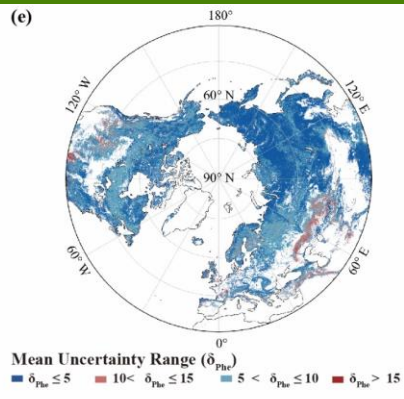 (e)
180°
120° W
120° E
60° N
90° N
60° W
60° E
0°
Mean Uncertainty Range (δPhe)
δPhe ≤ 5 10< δPhe ≤ 15 5 < δPhe ≤ 10 δPhe > 15